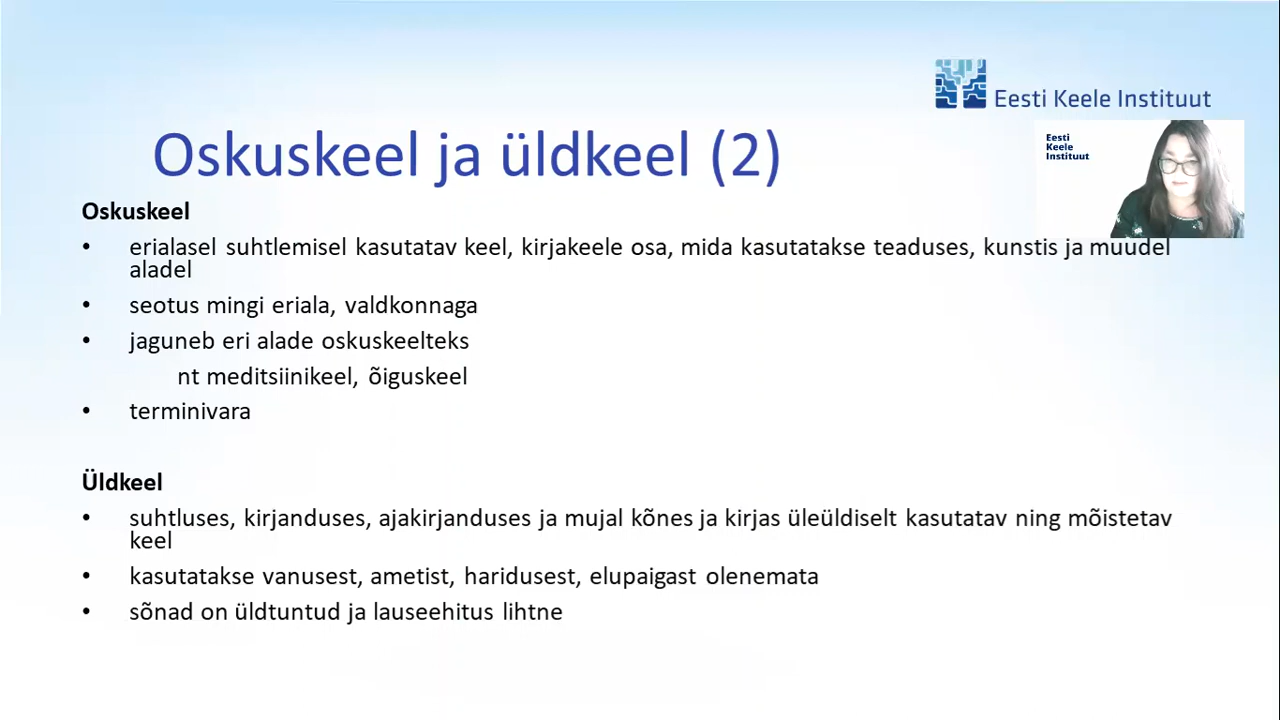 Eesti Keele Instituut
Eesti
Keele
Instituut
Oskuskeel ja üldkeel (2)
Oskuskeel
• erialasel suhtlemisel kasutatav keel, kirjakeele osa, mida kasutatakse teaduses, kunstis ja muudel
aladel
• seotus mingi eriala, valdkonnaga
• jaguneb eri alade oskuskeelteks
nt meditsiinikeel, õiguskeel
• terminivara
Üldkeel
• suhtluses, kirjanduses, ajakirjanduses ja mujal kõnes ja kirjas üleüldiselt kasutatav ning mõistetav
keel
• kasutatakse vanusest, ametist, haridusest, elupaigast olenemata
• sõnad on üldtuntud ja lauseehitus lihtne